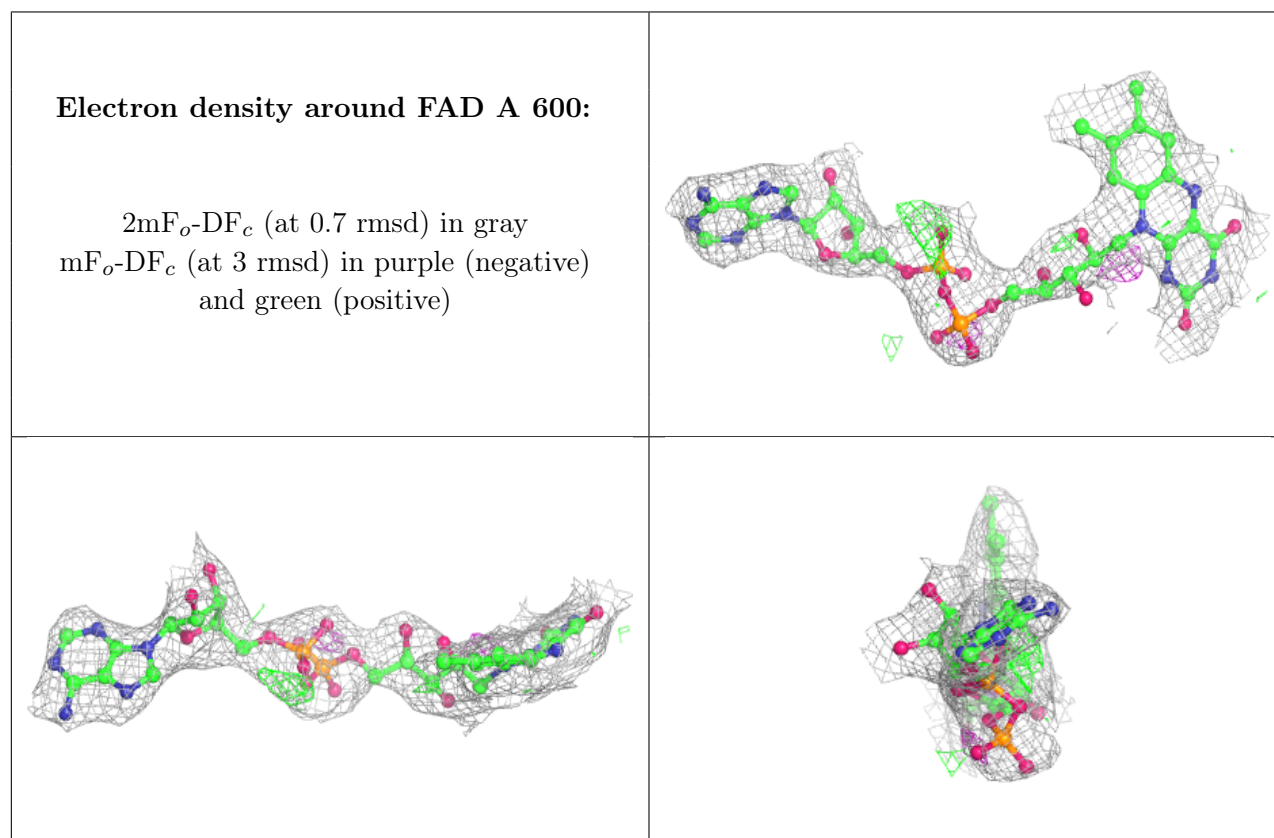 Electron density around FAD A 600:
2mFo-DFc (at 0.7 rmsd) in gray
mFo-DFc (at 3 rmsd) in purple (negative)
and green (positive)